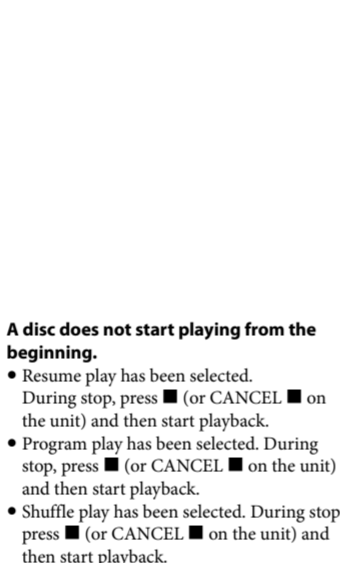 A disc does not start playing from the
beginning.
● Resume play has been selected.
During stop, press ■ (or CANCEL ■ on
the unit) and then start playback.
● Program play has been selected. During
stop, press ■ (or CANCEL ■ on the unit)
and then start playback.
● Shuffle play has been selected. During stop
press ■ (or CANCEL ■ on the unit) and
then start playback.